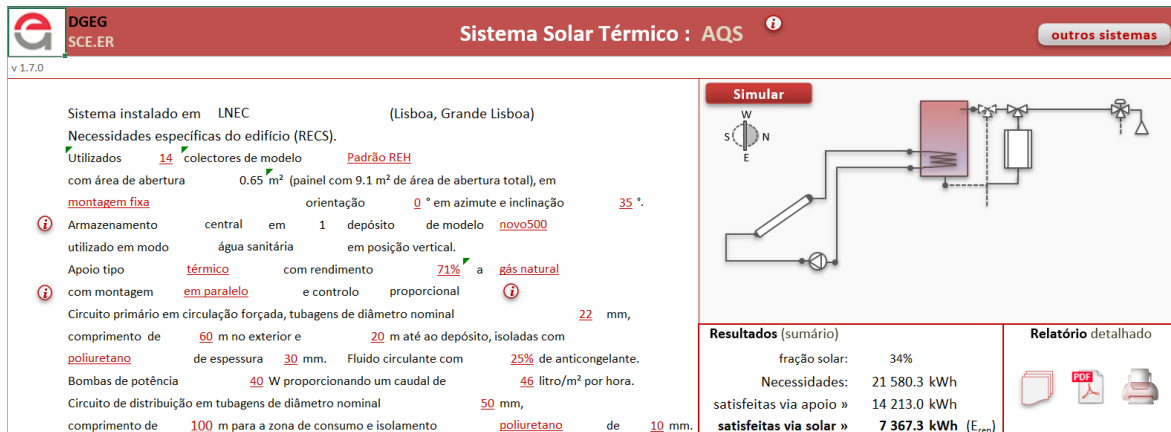 DGEG
SCE.ER
Sistema Solar Térmico : AQS i
outros sistemas
v 1.7.0
Sistema instalado em LNEC (Lisboa, Grande Lisboa)
Necessidades específicas do edifício (RECS).
Utilizados 14 colectores de modelo Padrão REH
com área de abertura 0.65 m² (painel com 9.1 m² de área de abertura total), em
montagem fixa orientação 0 ° em azimute e inclinação 35 °.
i Armazenamento central em 1 depósito de modelo novo500
utilizado em modo água sanitária em posição vertical.
Apoio tipo térmico com rendimento 71% a gás natural
i com montagem em paralelo e controlo proporcional i
Circuito primário em circulação forçada, tubagens de diâmetro nominal 22 mm,
comprimento de 60 m no exterior e 20 m até ao depósito, isoladas com
poliuretano de espessura 30 mm. Fluido circulante com 25% de anticongelante.
Bombas de potência 40 W proporcionando um caudal de 46 litro/m² por hora.
Circuito de distribuição em tubagens de diâmetro nominal 50 mm,
comprimento de 100 m para a zona de consumo e isolamento poliuretano de 10 mm.
Simular
W
S N
E
Resultados (sumário)
fração solar: 34%
Necessidades: 21 580.3 kWh
satisfeitas via apoio » 14 213.0 kWh
satisfeitas via solar » 7 367.3 kWh (Eren)
Relatório detalhado
PDF